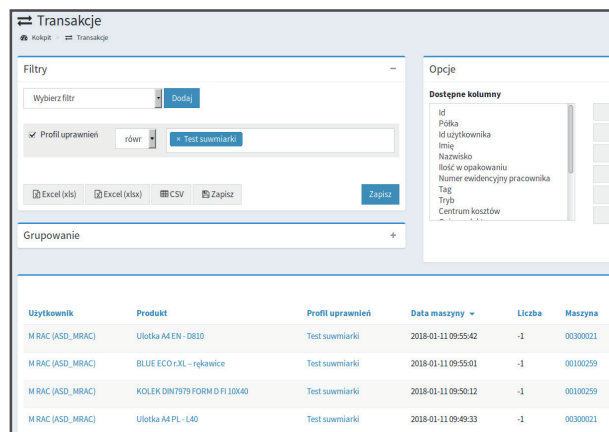 Transakcje
Kokpit > Transakcje
Filtry −
Wybierz filtr Dodaj
Profil uprawnień równ × Test suwmiarki
Excel (xls) Excel (xlsx) CSV Zapisz Zapisz
Grupowanie +
Opcje
Dostępne kolumny
Id
Półka
Id użytkownika
Imię
Nazwisko
Ilość w opakowaniu
Numer ewidencyjny pracownika
Tag
Tryb
Centrum kosztów
Użytkownik Produkt Profil uprawnień Data maszyny Liczba Maszyna
M RAC (ASD_MRAC) Ulotka A4 EN - D810 Test suwmiarki 2018-01-11 09:55:42 -1 00300021
M RAC (ASD_MRAC) BLUE ECO r.XL – rękawice Test suwmiarki 2018-01-11 09:55:01 -1 00100259
M RAC (ASD_MRAC) KOLEK DIN7979 FORM D FI 10X40 Test suwmiarki 2018-01-11 09:50:12 -1 00100259
M RAC (ASD_MRAC) Ulotka A4 PL - L40 Test suwmiarki 2018-01-11 09:49:33 -1 00300021